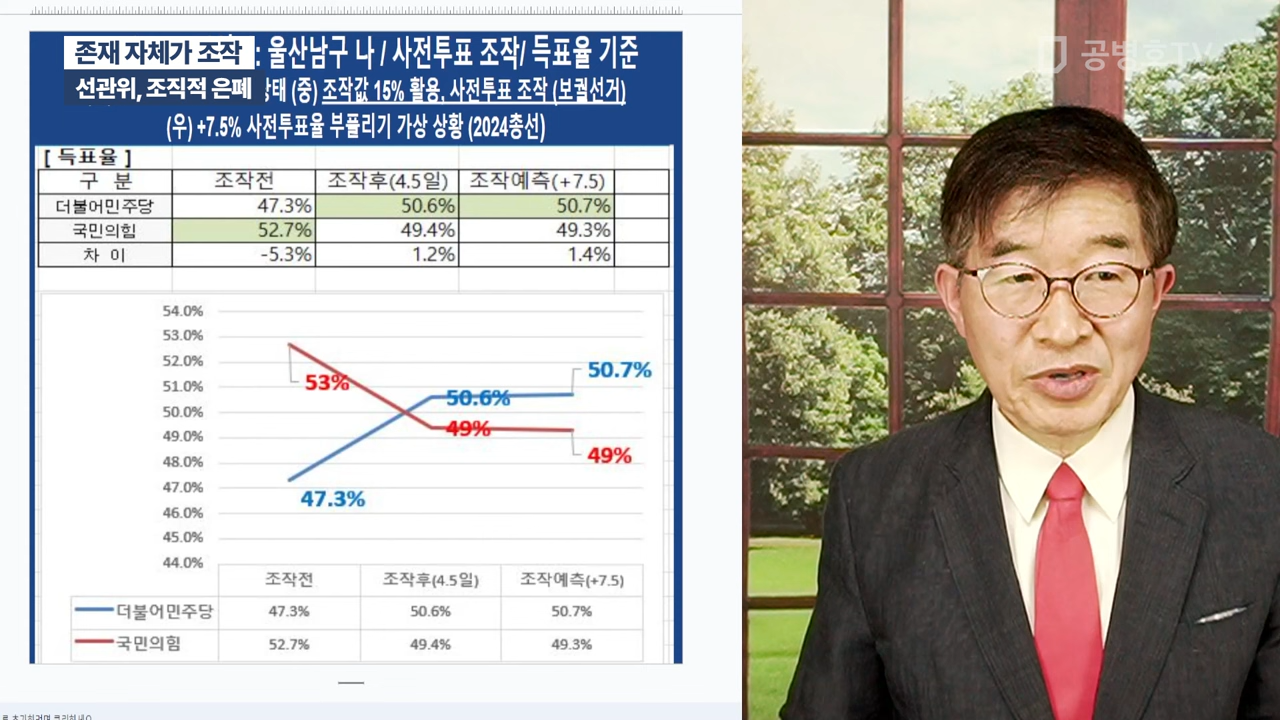 존재 자체가 조작 : 울산남구 나 / 사전투표 조작/ 득표율 기준
선관위, 조직적 은폐 상태 (중) 조작값 15% 활용, 사전투표 조작 (보궐선거)
(우) +7.5% 사전투표율 부풀리기 가상 상황 (2024총선)
공병호TV
[ 득표율 ]
구 분 조작전 조작후(4.5일) 조작예측(+7.5)
더불어민주당 47.3% 50.6% 50.7%
국민의힘 52.7% 49.4% 49.3%
차 이 -5.3% 1.2% 1.4%
54.0%
53.0%
52.0%
51.0%
50.0%
49.0%
48.0%
47.0%
46.0%
45.0%
44.0%
53%
47.3%
50.6%
49%
50.7%
49%
조작전 조작후(4.5일) 조작예측(+7.5)
더불어민주당 47.3% 50.6% 50.7%
국민의힘 52.7% 49.4% 49.3%